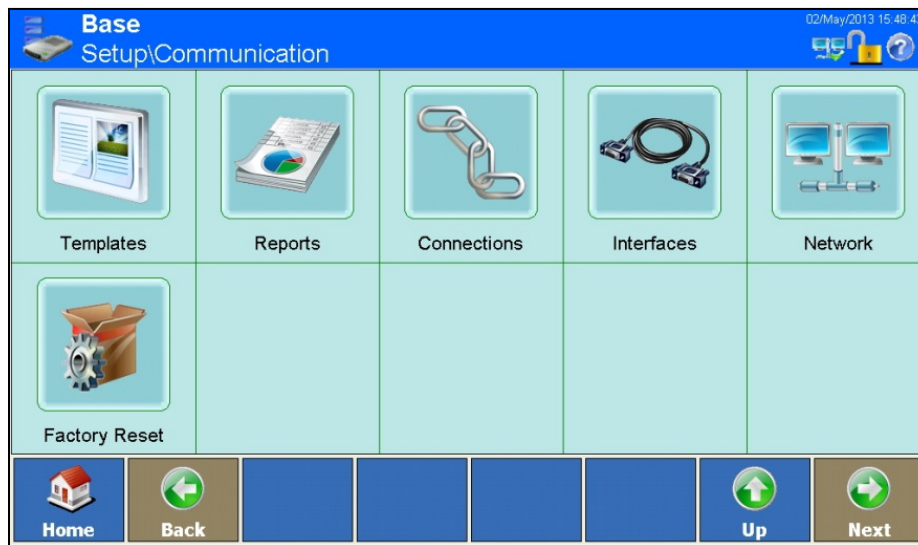 Base
02/May/2013 15:48:43
Setup\Communication
Templates
Reports
Connections
Interfaces
Network
Factory Reset
Home
Back
Up
Next